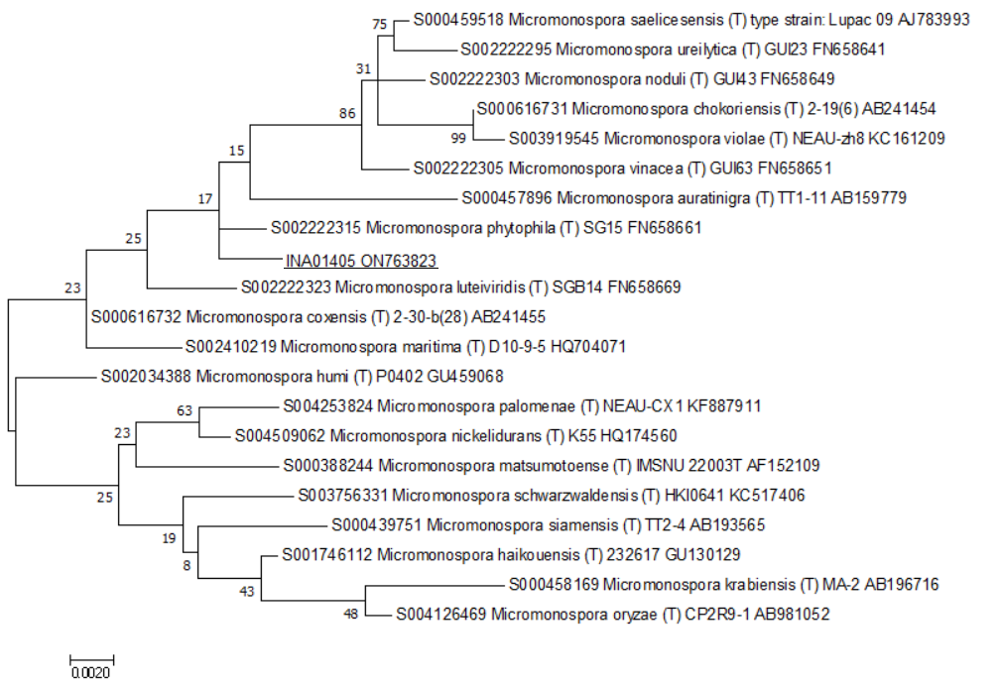 75
S000459518 Micromonospora saelicesensis (T) type strain: Lupac 09 AJ783993
S002222295 Micromonospora ureilytica (T) GUI23 FN658641
31
S002222303 Micromonospora noduli (T) GUI43 FN658649
86
S000616731 Micromonospora chokoriensis (T) 2-19(6) AB241454
99
S003919545 Micromonospora violae (T) NEAU-zh8 KC161209
15
S002222305 Micromonospora vinacea (T) GUI63 FN658651
17
S000457896 Micromonospora auratinigra (T) TT1-11 AB159779
25
S002222315 Micromonospora phytophila (T) SG15 FN658661
INA01405 ON763823
23
S002222323 Micromonospora luteiviridis (T) SGB14 FN658669
S000616732 Micromonospora coxensis (T) 2-30-b(28) AB241455
S002410219 Micromonospora maritima (T) D10-9-5 HQ704071
S002034388 Micromonospora humi (T) P0402 GU459068
63
S004253824 Micromonospora palomenae (T) NEAU-CX1 KF887911
23
S004509062 Micromonospora nickelidurans (T) K55 HQ174560
S000388244 Micromonospora matsumotoense (T) IMSNU 22003T AF152109
25
S003756331 Micromonospora schwarzwaldensis (T) HKI0641 KC517406
19
S000439751 Micromonospora siamensis (T) TT2-4 AB193565
8
S001746112 Micromonospora haikouensis (T) 232617 GU130129
43
S000458169 Micromonospora krabiensis (T) MA-2 AB196716
48
S004126469 Micromonospora oryzae (T) CP2R9-1 AB981052
0.0020